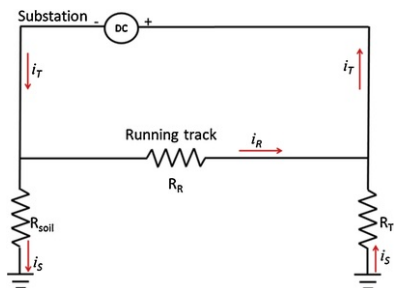 Substation - DC +
iT
iT
Running track
iR
RR
Rsoil
RT
iS
iS